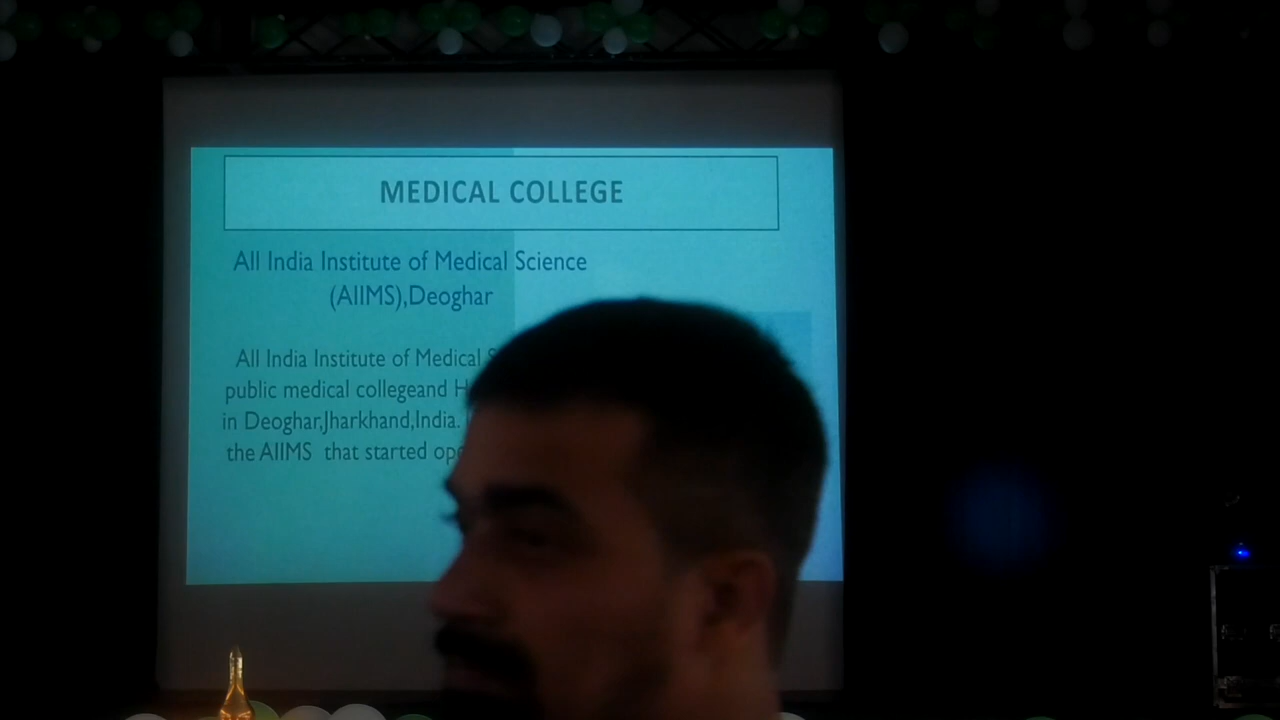 MEDICAL COLLEGE
All India Institute of Medical Science
(AIIMS),Deoghar
All India Institute of Medical
public medical collegeand
in Deoghar,Jharkhand,India.
the AIIMS that started